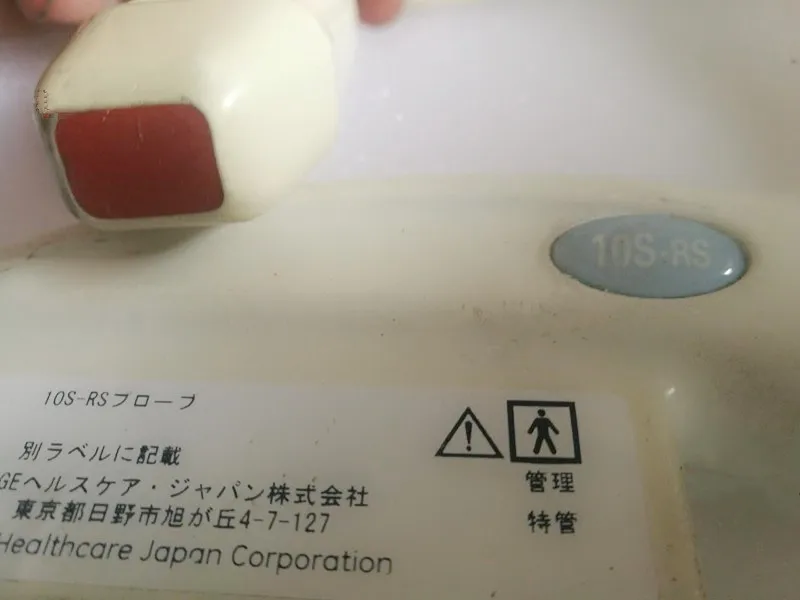 10S-RS
10S-RSプローブ
別ラベルに記載
GEヘルスケア・ジャパン株式会社
東京都日野市旭が丘4-7-127
Healthcare Japan Corporation
管理
特管